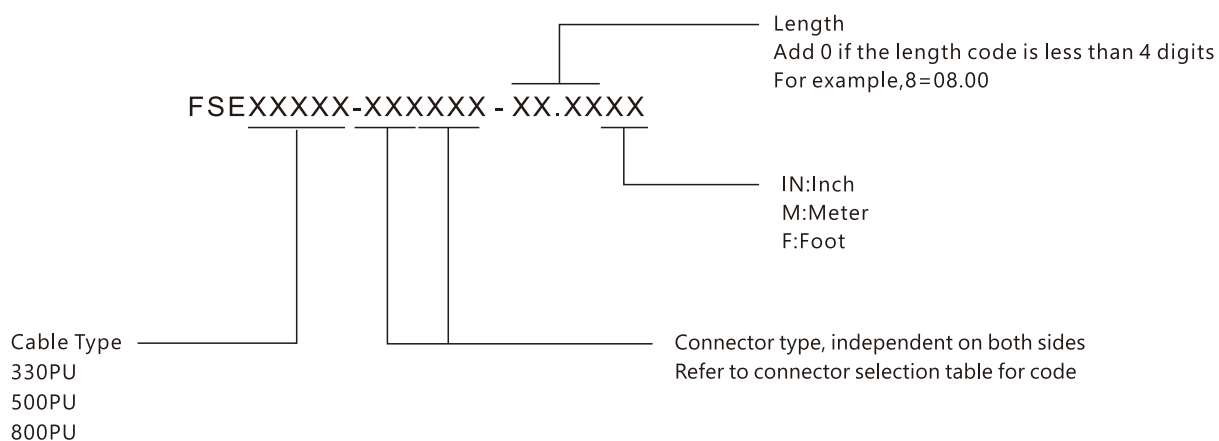 Length
Add 0 if the length code is less than 4 digits
For example,8=08.00
FSEXXXXX-XXXXXX - XX.XXXX
IN:Inch
M:Meter
F:Foot
Cable Type
330PU
500PU
800PU
Connector type, independent on both sides
Refer to connector selection table for code